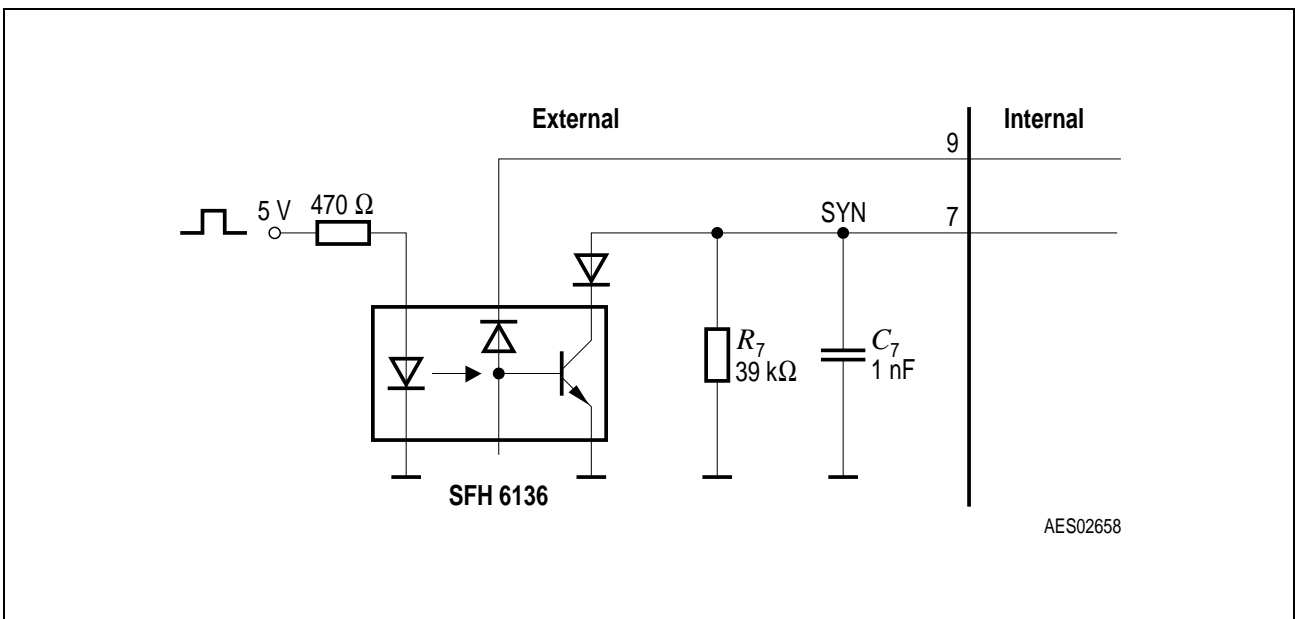 External
Internal
9
5 V
470 Ω
SYN
7
R7
39 kΩ
C7
1 nF
SFH 6136
AES02658